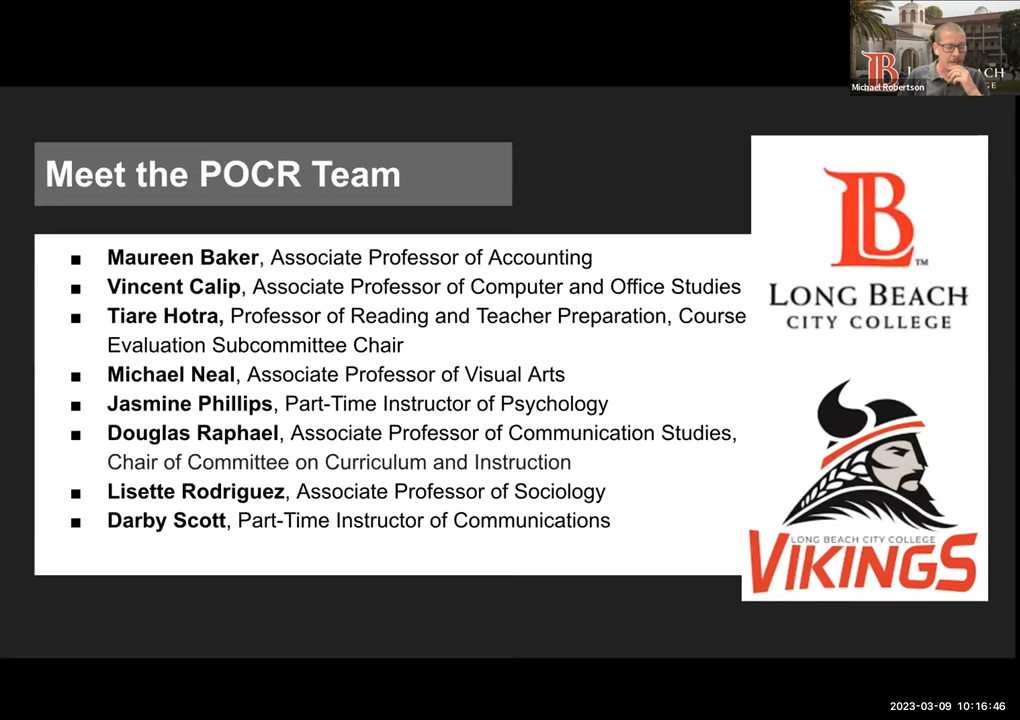 Michael Robertson
Meet the POCR Team
■ Maureen Baker, Associate Professor of Accounting
■ Vincent Calip, Associate Professor of Computer and Office Studies
■ Tiare Hotra, Professor of Reading and Teacher Preparation, Course
Evaluation Subcommittee Chair
■ Michael Neal, Associate Professor of Visual Arts
■ Jasmine Phillips, Part-Time Instructor of Psychology
■ Douglas Raphael, Associate Professor of Communication Studies,
Chair of Committee on Curriculum and Instruction
■ Lisette Rodriguez, Associate Professor of Sociology
■ Darby Scott, Part-Time Instructor of Communications
LB™
LONG BEACH
CITY COLLEGE
LONG BEACH CITY COLLEGE
VIKINGS
2023-03-09 10:16:46